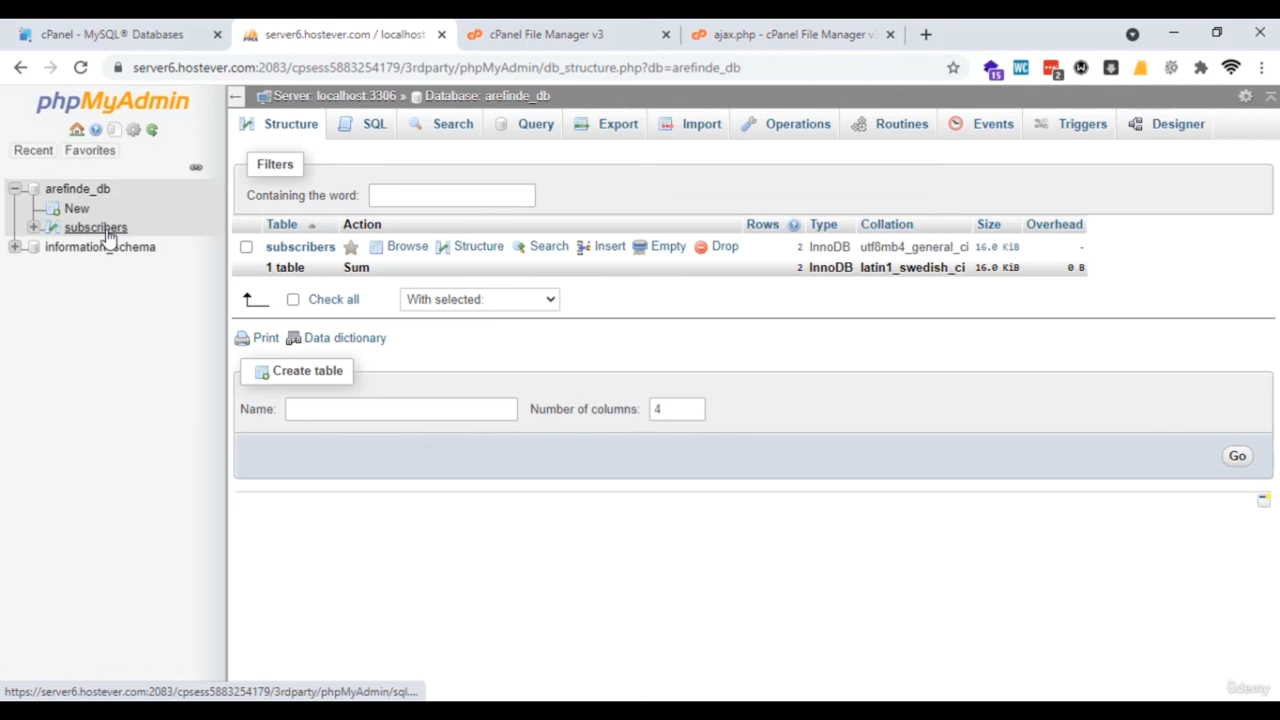 cPanel - MySQL® Databases
server6.hostever.com / localhost
cPanel File Manager v3
ajax.php - cPanel File Manager v
server6.hostever.com:2083/cpsess5883254179/3rdparty/phpMyAdmin/db_structure.php?db=arefinde_db
15
WC
2
phpMyAdmin
Recent
Favorites
arefinde_db
New
subscribers
information_schema
Server: localhost:3306 » Database: arefinde_db
Structure SQL Search Query Export Import Operations Routines Events Triggers Designer
Filters
Containing the word:
Table Action Rows Type Collation Size Overhead
subscribers Browse Structure Search Insert Empty Drop 2 InnoDB utf8mb4_general_ci 16.0 KiB -
1 table Sum 2 InnoDB latin1_swedish_ci 16.0 KiB 0 B
Check all With selected:
Print Data dictionary
Create table
Name: Number of columns: 4
Go
https://server6.hostever.com:2083/cpsess5883254179/3rdparty/phpMyAdmin/sql....
ûdemy